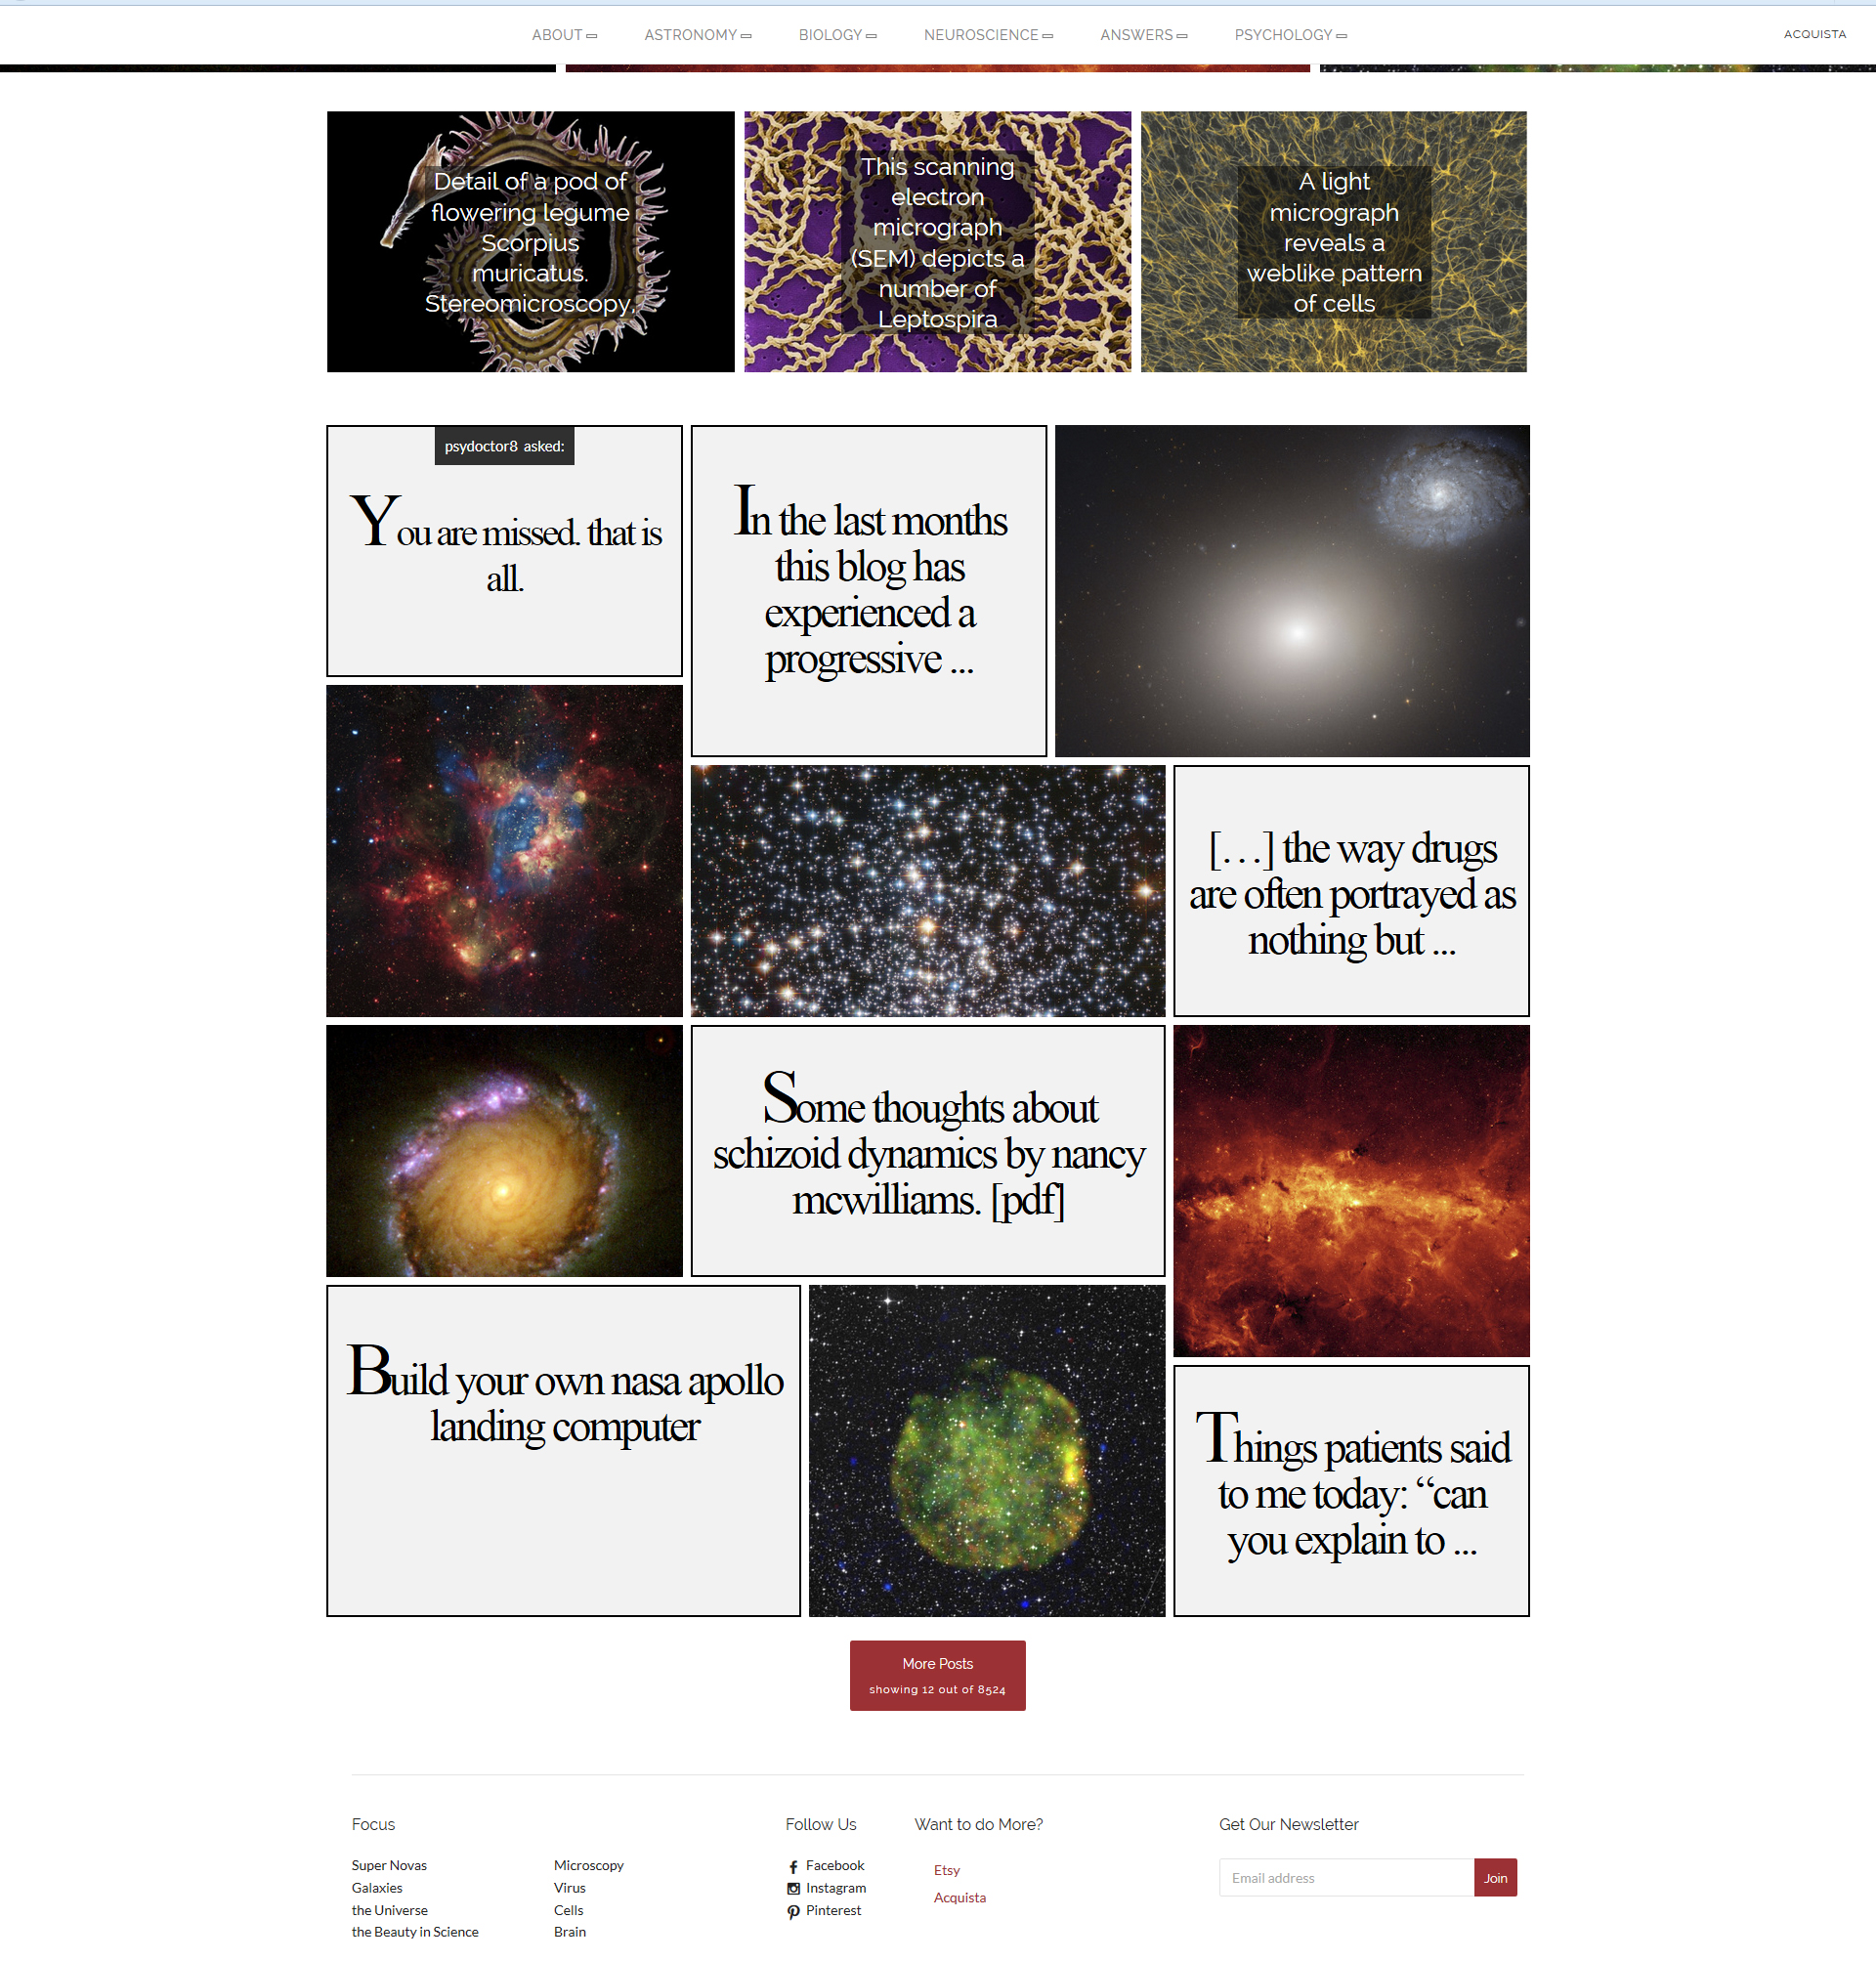 ABOUT
ASTRONOMY
BIOLOGY
NEUROSCIENCE
ANSWERS
PSYCHOLOGY
ACQUISTA
Detail of a pod of
flowering legume
Scorpius
muricatus.
Stereomicroscopy,
This scanning
electron
micrograph
(SEM) depicts a
number of
Leptospira
A light
micrograph
reveals a
weblike pattern
of cells
psydoctor8 asked:
You are missed. that is
all.
In the last months
this blog has
experienced a
progressive ...
[…] the way drugs
are often portrayed as
nothing but ...
Some thoughts about
schizoid dynamics by nancy
mcwilliams. [pdf]
Build your own nasa apollo
landing computer
Things patients said
to me today: “can
you explain to ...
More Posts
showing 12 out of 8524
Focus
Super Novas
Galaxies
the Universe
the Beauty in Science
Microscopy
Virus
Cells
Brain
Follow Us
Facebook
Instagram
Pinterest
Want to do More?
Etsy
Acquista
Get Our Newsletter
Email address
Join